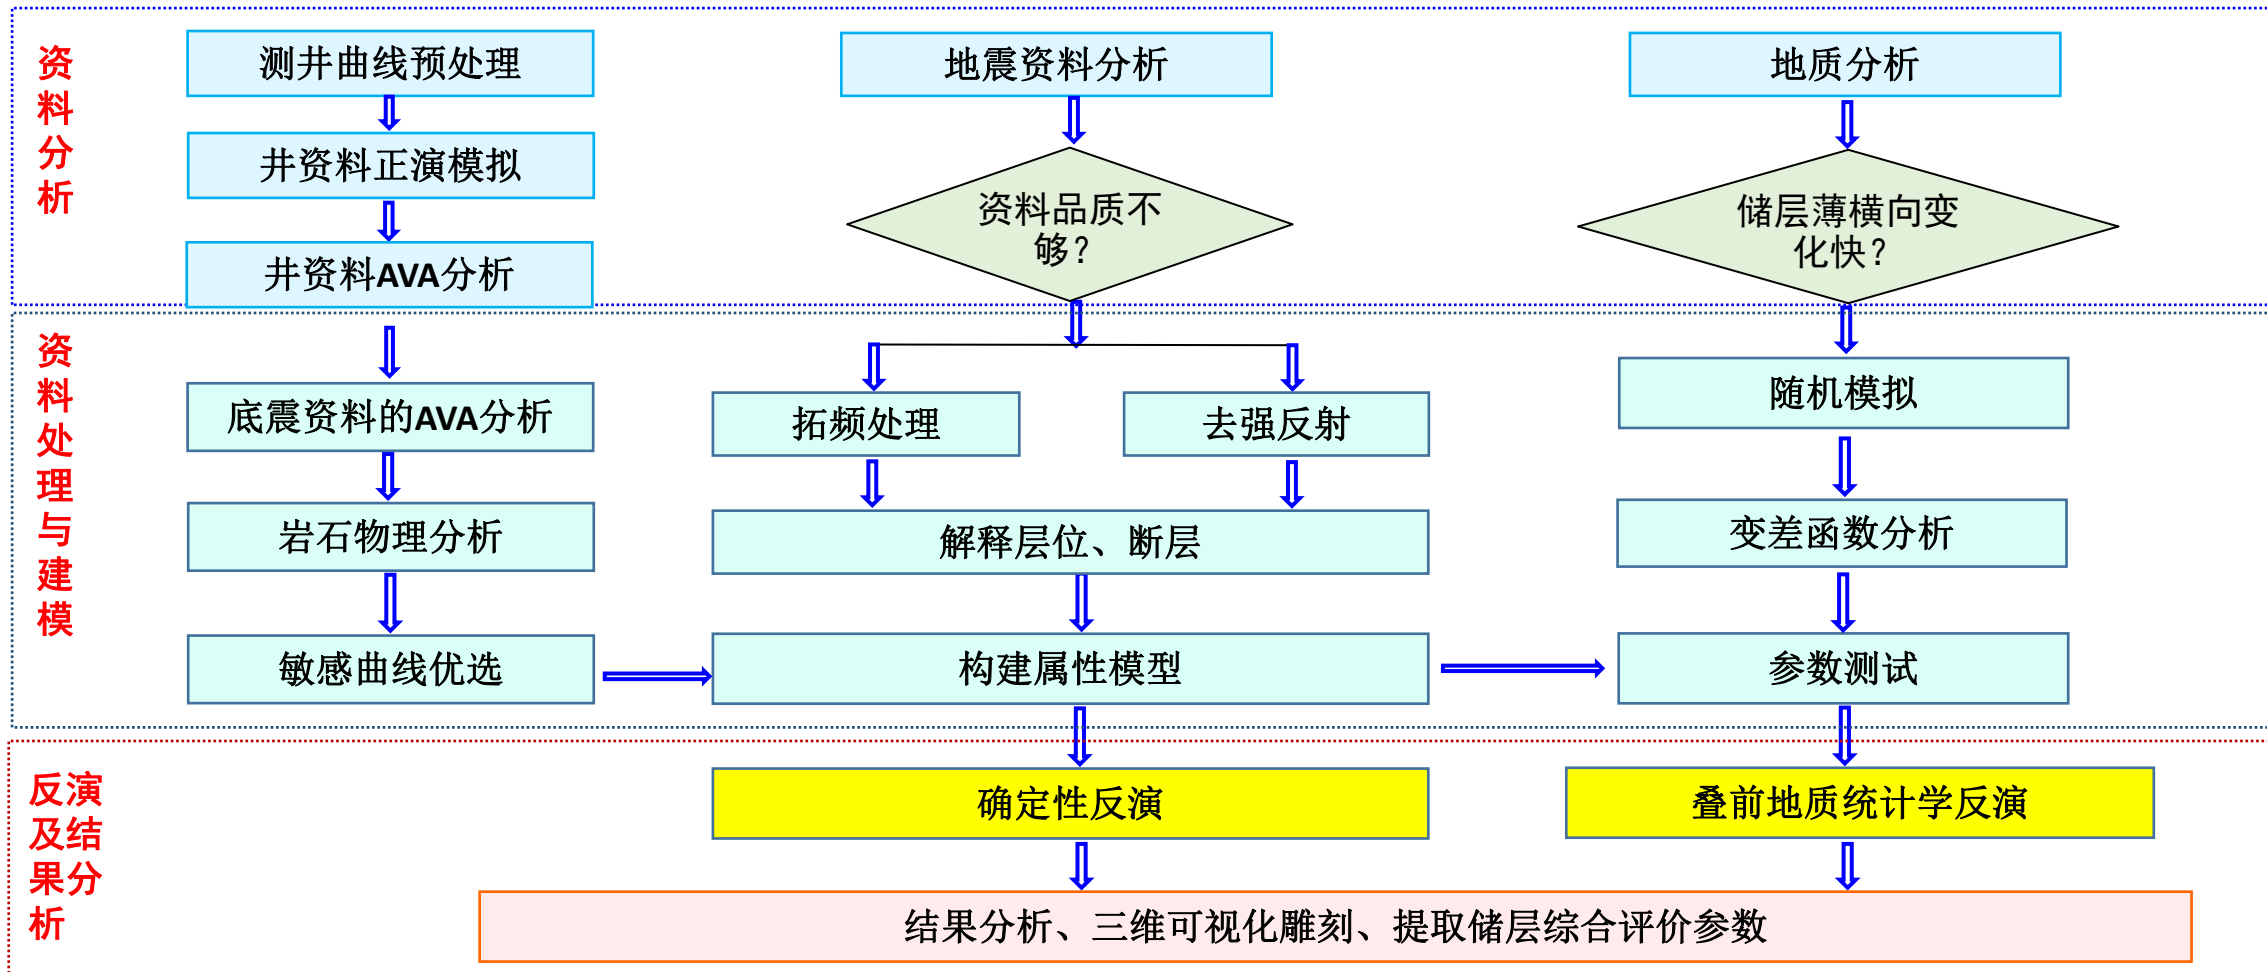 资
料
分
析
测井曲线预处理
地震资料分析
地质分析
井资料正演模拟
资料品质不
够?
储层薄横向变
化快?
井资料AVA分析
资
料
处
理
与
建
模
底震资料的AVA分析
拓频处理
去强反射
随机模拟
岩石物理分析
解释层位、断层
变差函数分析
敏感曲线优选
构建属性模型
参数测试
反演
及结
果分
析
确定性反演
叠前地质统计学反演
结果分析、三维可视化雕刻、提取储层综合评价参数